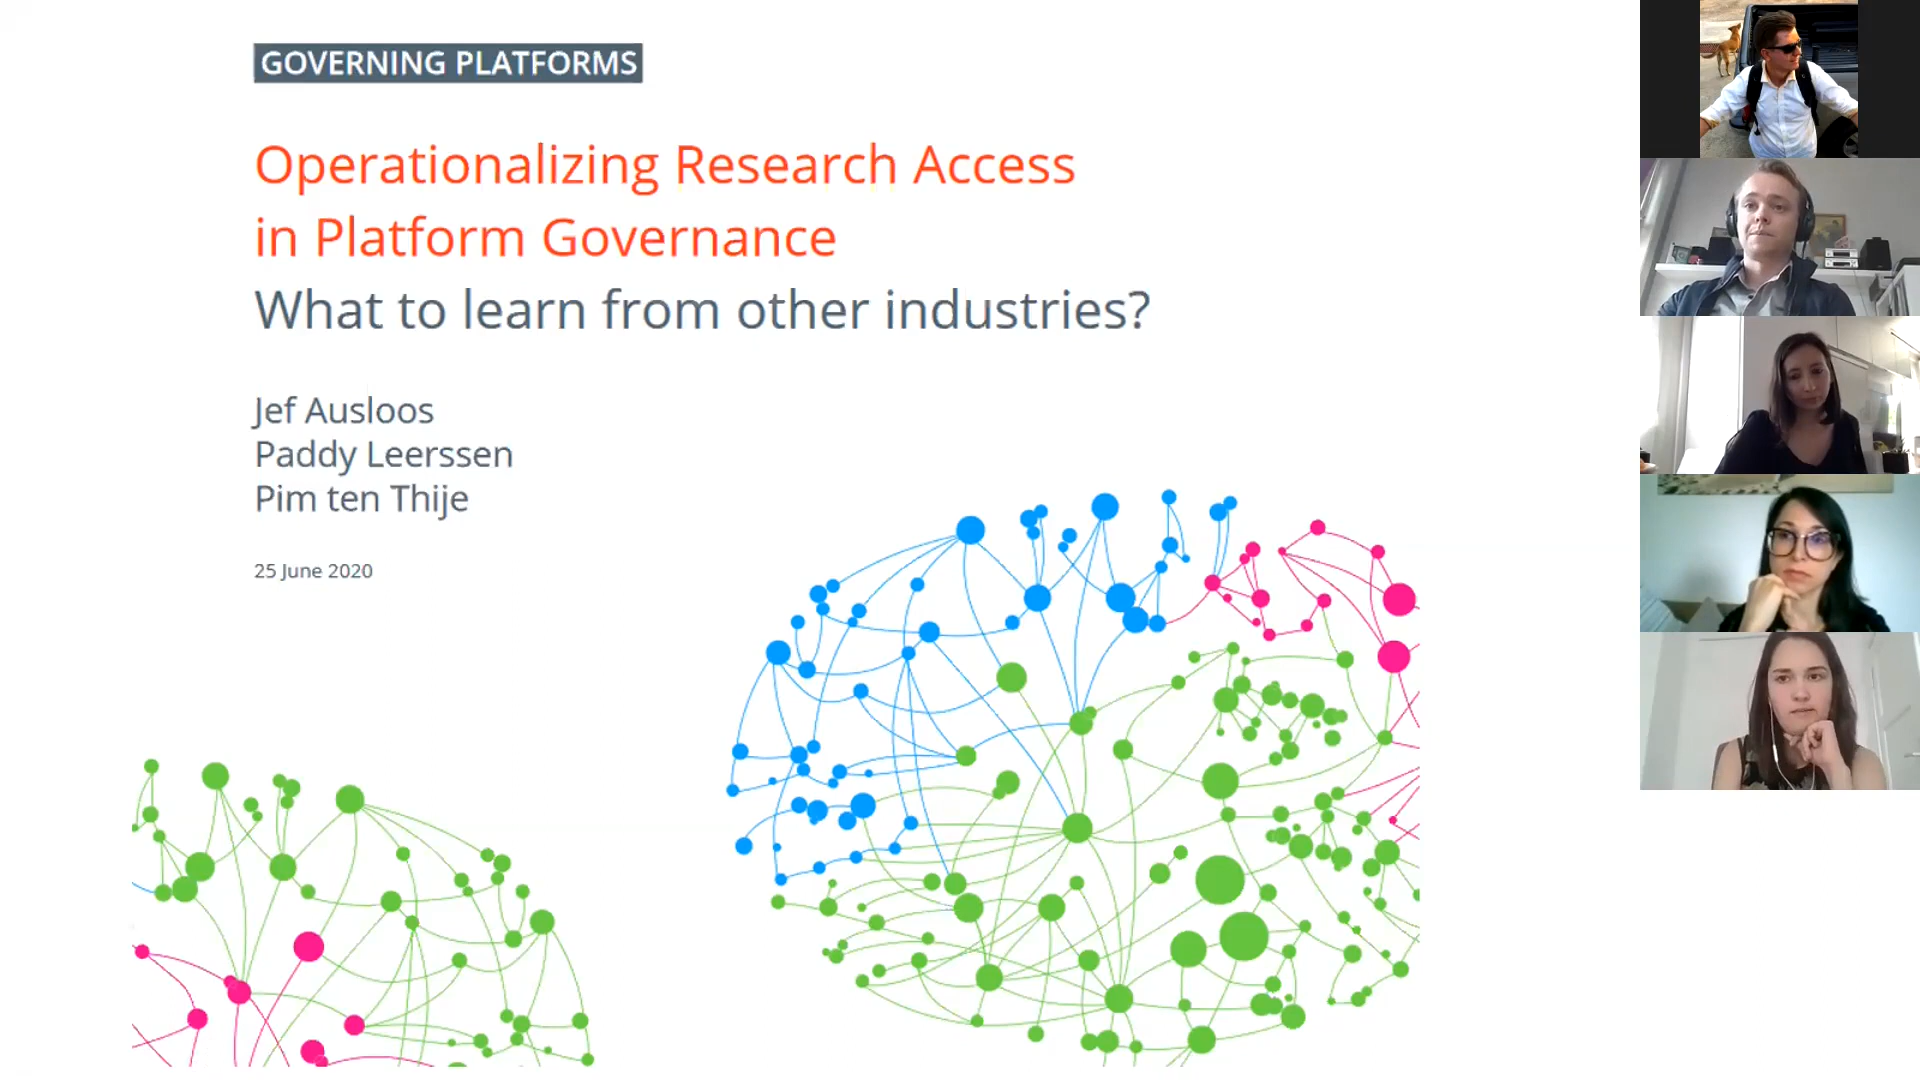 GOVERNING PLATFORMS
Operationalizing Research Access
in Platform Governance
What to learn from other industries?
Jef Ausloos
Paddy Leerssen
Pim ten Thije
25 June 2020